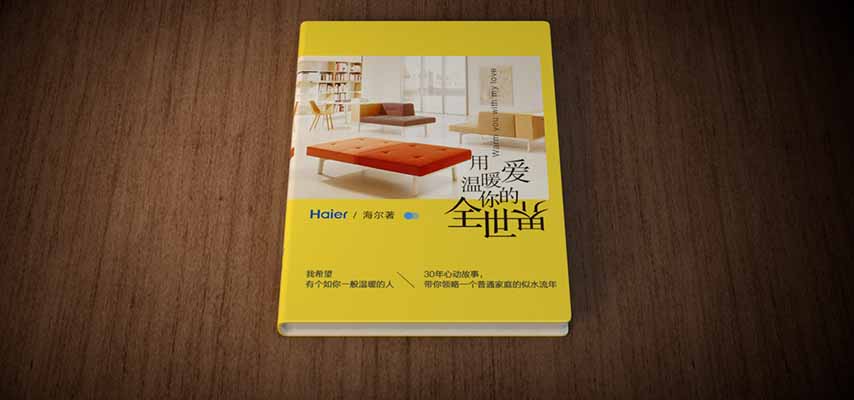 Warm you with my love
用 爱
温暖
你的
全世界
Haier / 海尔著
我希望
有个如你一般温暖的人
30年心动故事,
带你领略一个普通家庭的似水流年